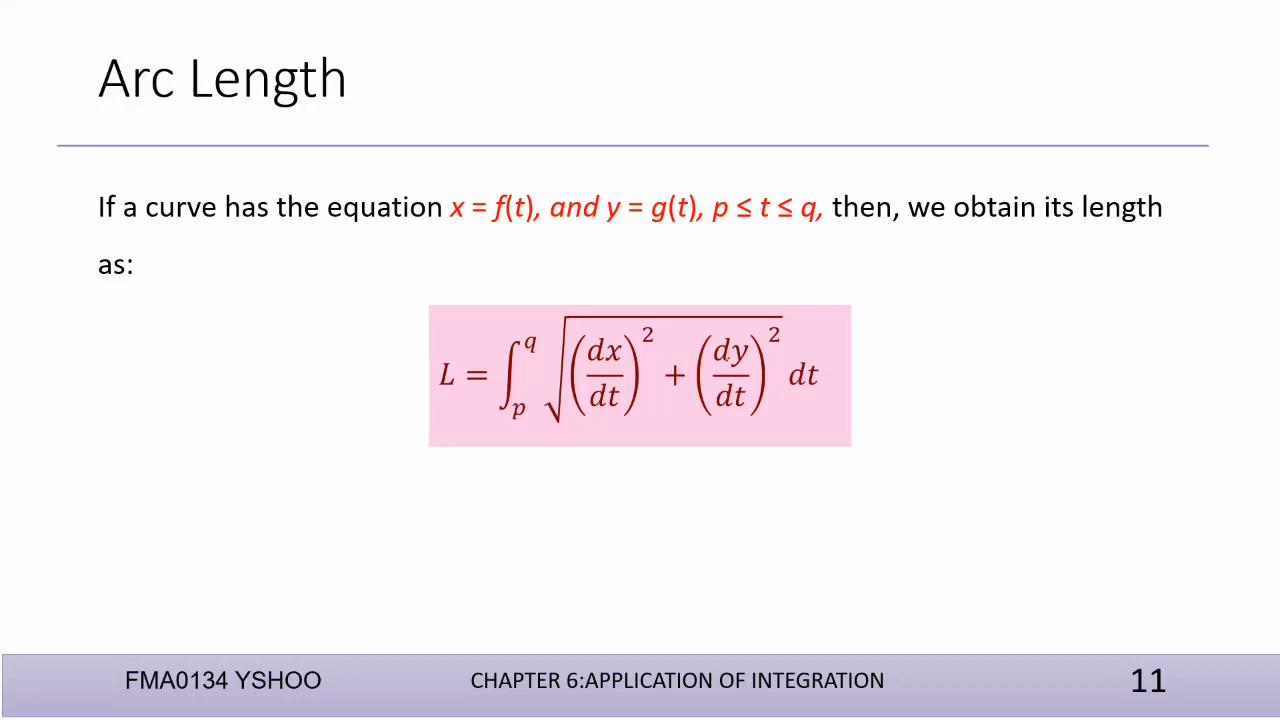 Arc Length
If a curve has the equation x = f(t), and y = g(t), p ≤ t ≤ q, then, we obtain its length
as:
L = ∫_p^q √((dx/dt)^2 + (dy/dt)^2) dt
FMA0134 YSHOO CHAPTER 6:APPLICATION OF INTEGRATION 11